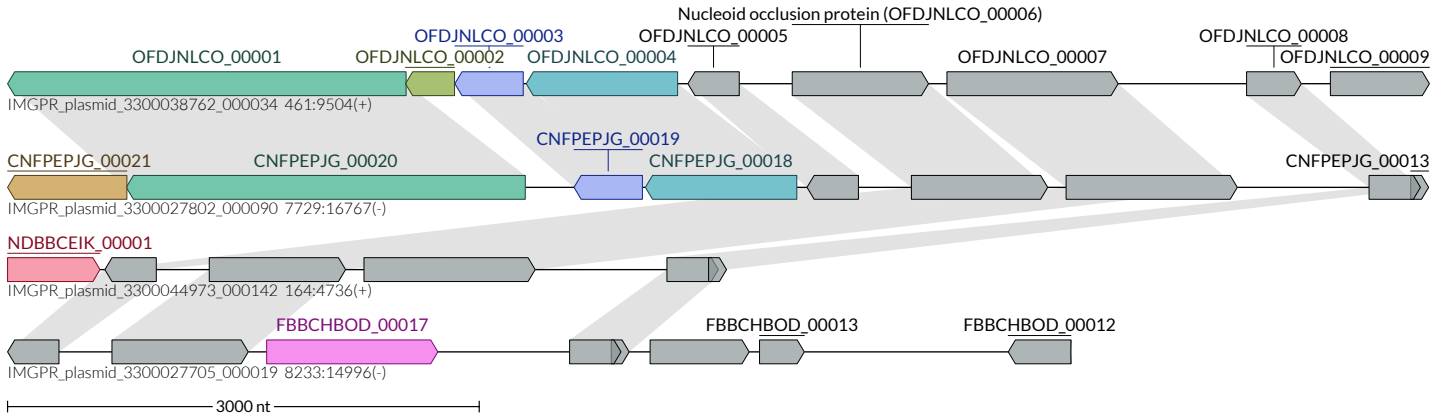 Nucleoid occlusion protein (OFDJNLCO_00006)
OFDJNLCO_00003 OFDJNLCO_00005 OFDJNLCO_00008
OFDJNLCO_00001 OFDJNLCO_00002 OFDJNLCO_00004 OFDJNLCO_00007 OFDJNLCO_00009
IMGPR_plasmid_3300038762_000034 461:9504(+)
CNFPEPJG_00019
CNFPEPJG_00021 CNFPEPJG_00020 CNFPEPJG_00018 CNFPEPJG_00013
IMGPR_plasmid_3300027802_000090 7729:16767(-)
NDBBCEIK_00001
IMGPR_plasmid_3300044973_000142 164:4736(+)
FBBCHBOD_00017 FBBCHBOD_00013 FBBCHBOD_00012
IMGPR_plasmid_3300027705_000019 8233:14996(-)
3000 nt